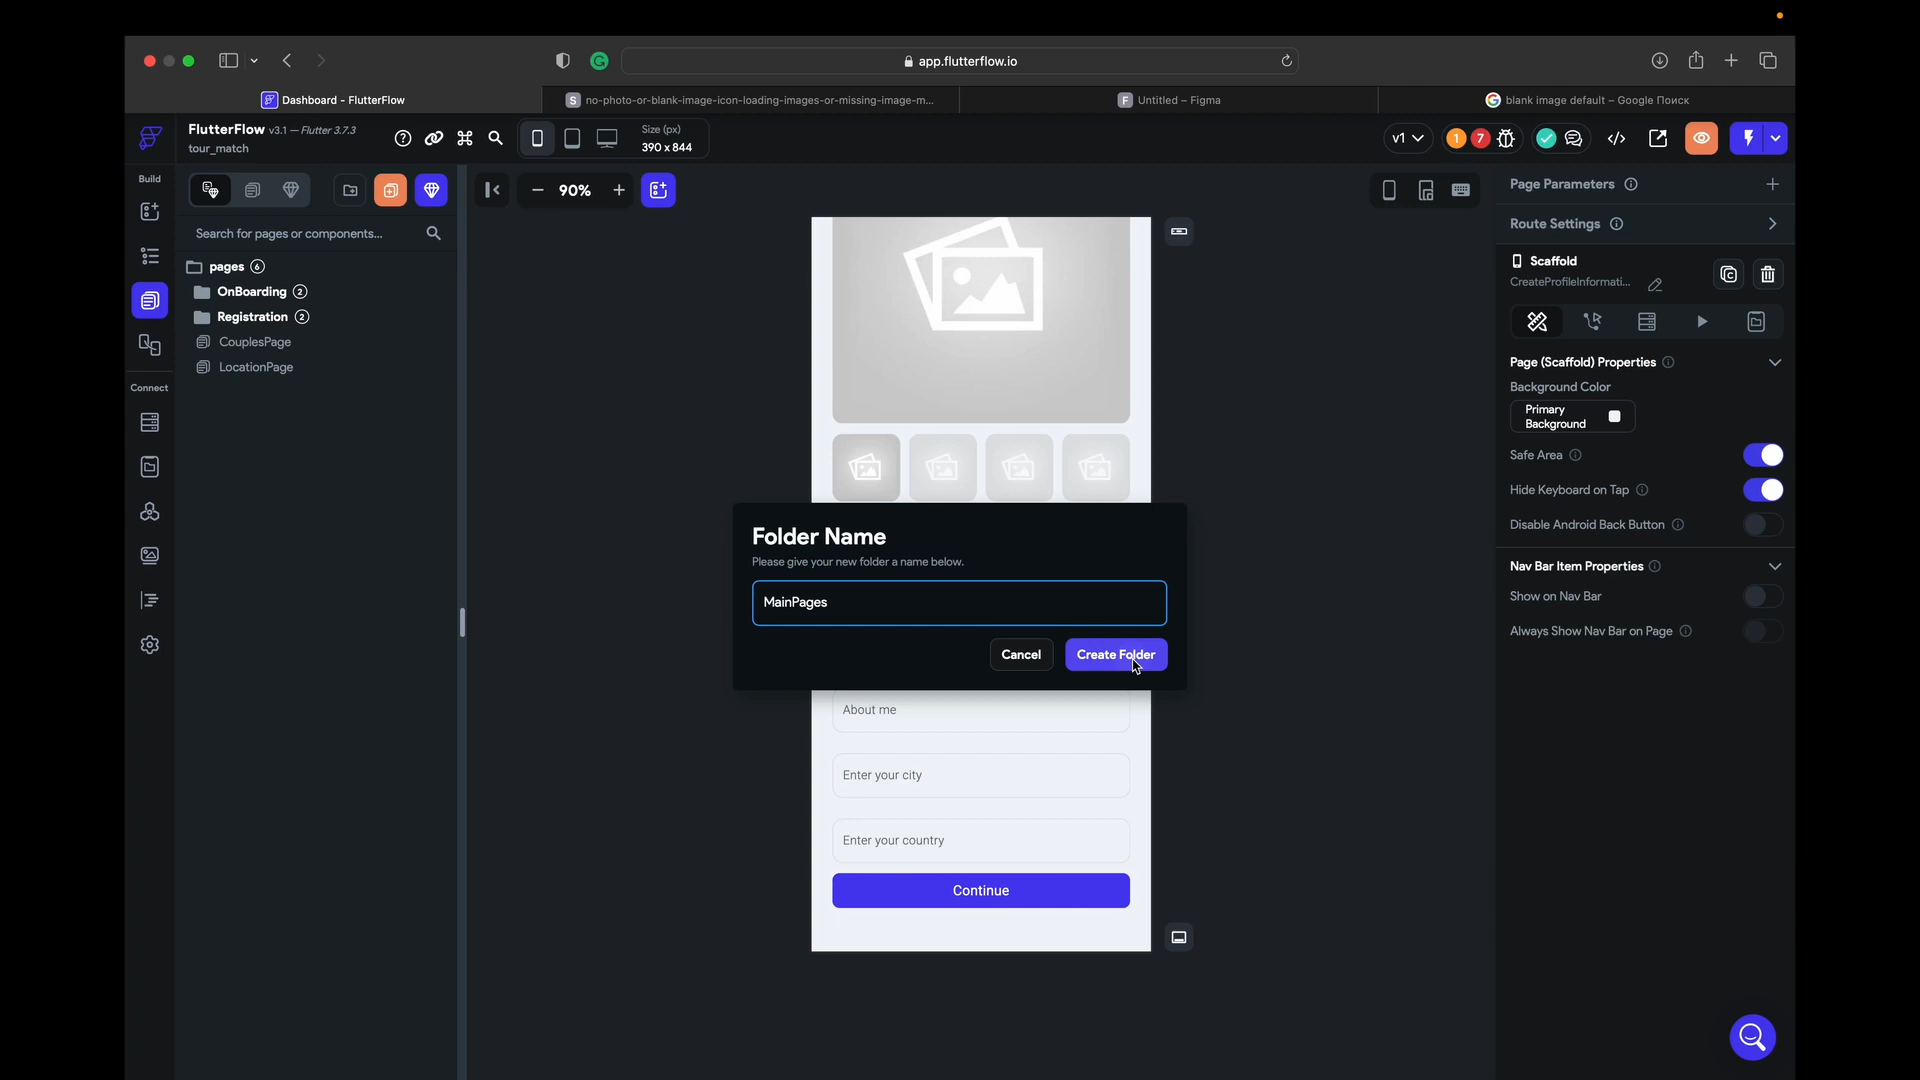 app.flutterflow.io
Dashboard - FlutterFlow
S no-photo-or-blank-image-icon-loading-images-or-missing-image-m...
F Untitled – Figma
blank image default – Google Поиск
FlutterFlow v3.1 — Flutter 3.7.3
tour_match
Size (px)
390 x 844
v1
1 7
Build
90%
Search for pages or components...
pages 6
OnBoarding 2
Registration 2
CouplesPage
LocationPage
Connect
Folder Name
Please give your new folder a name below.
MainPages
Cancel
Create Folder
About me
Enter your city
Enter your country
Continue
Page Parameters
Route Settings
Scaffold
CreateProfileInformati...
Page (Scaffold) Properties
Background Color
Primary
Background
Safe Area
Hide Keyboard on Tap
Disable Android Back Button
Nav Bar Item Properties
Show on Nav Bar
Always Show Nav Bar on Page